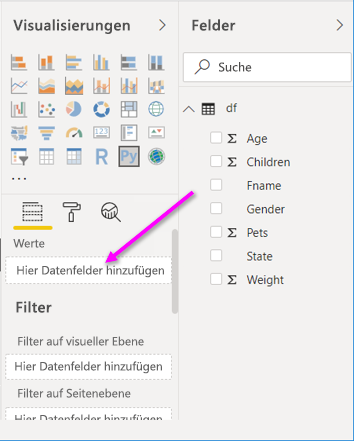 Visualisierungen
Felder
Suche
df
Σ Age
Σ Children
Fname
Gender
Σ Pets
State
Σ Weight
123
R
Py
...
Werte
Hier Datenfelder hinzufügen
Filter
Filter auf visueller Ebene
Hier Datenfelder hinzufügen
Filter auf Seitenebene
Hier Datenfelder hinzufügen